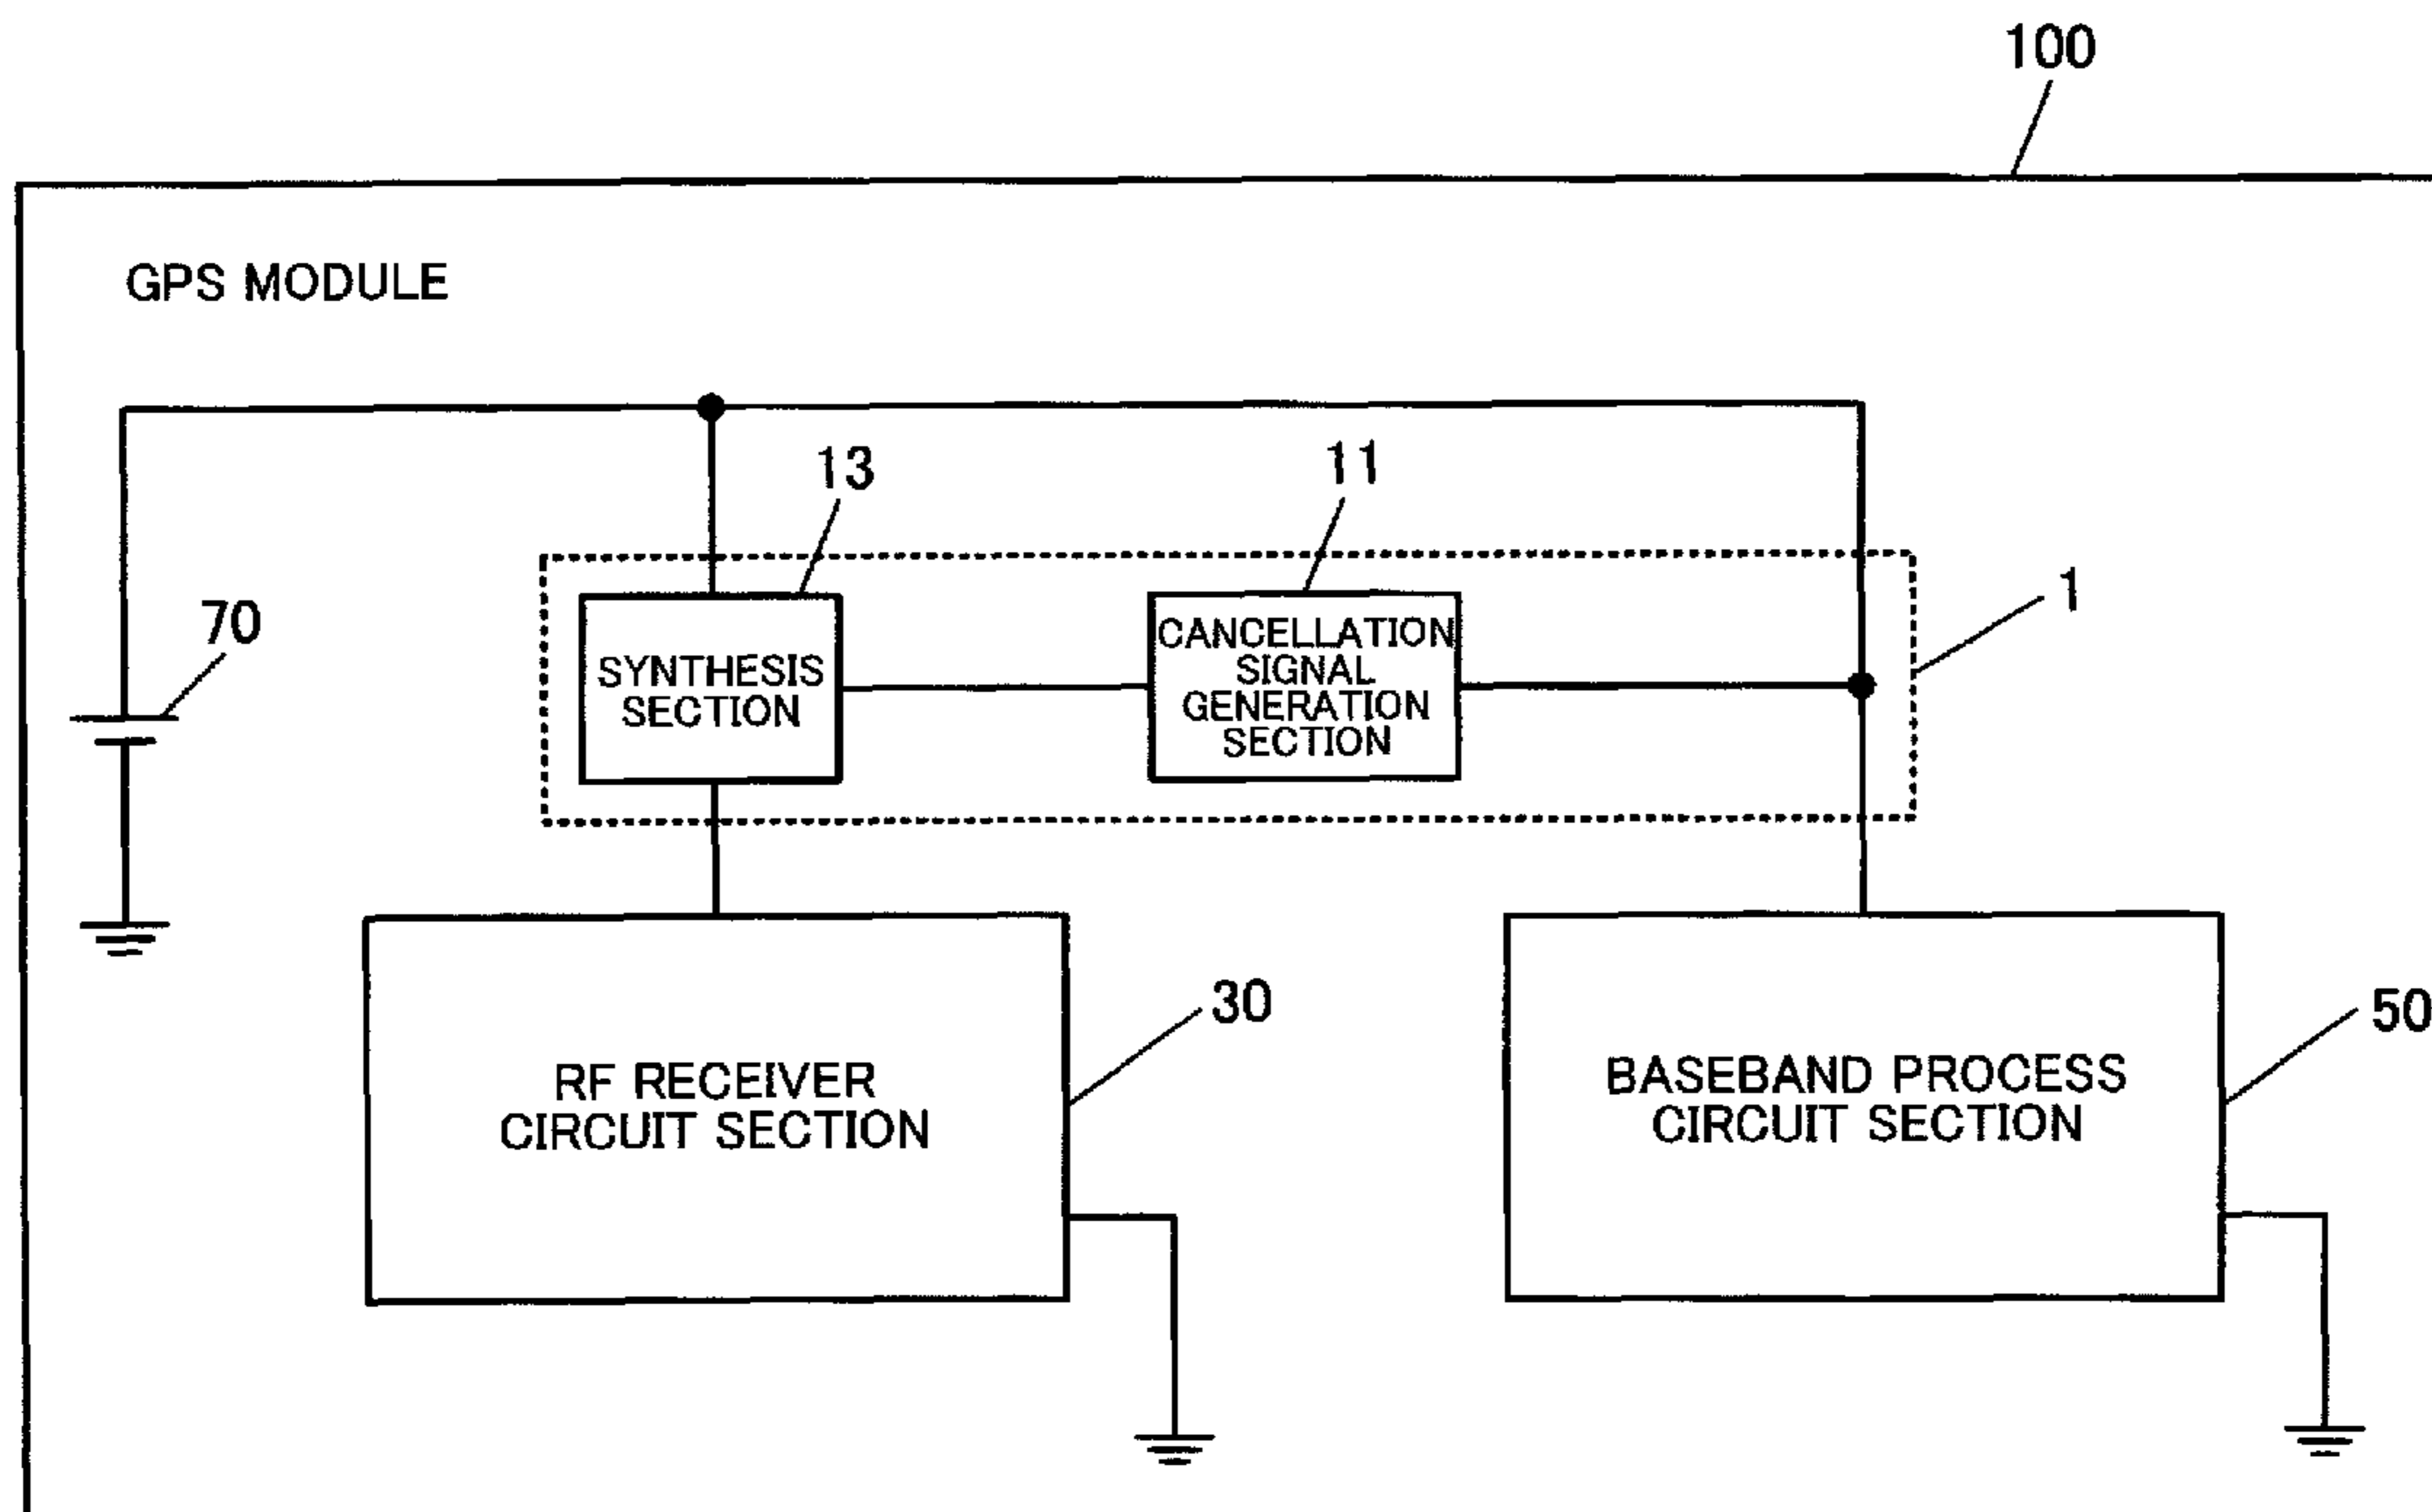 100
GPS MODULE
13
11
1
70
SYNTHESIS
SECTION
CANCELLATION
SIGNAL
GENERATION
SECTION
30
50
RF RECEIVER
CIRCUIT SECTION
BASEBAND PROCESS
CIRCUIT SECTION